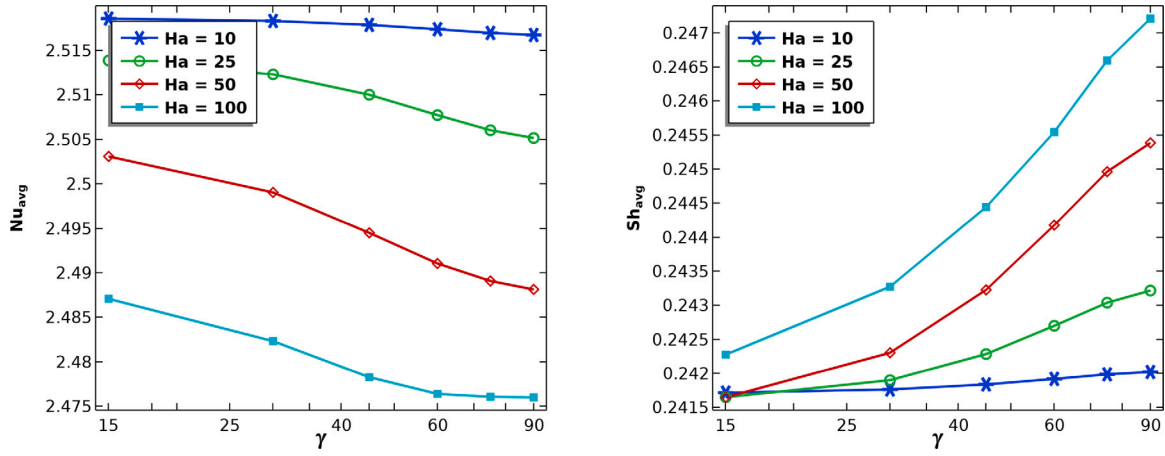 Ha = 10
Ha = 25
Ha = 50
Ha = 100
2.515
2.51
2.505
2.5
2.495
2.49
2.485
2.48
2.475
Nu_avg
15 25 40 60 90
γ
Ha = 10
Ha = 25
Ha = 50
Ha = 100
0.247
0.2465
0.246
0.2455
0.245
0.2445
0.244
0.2435
0.243
0.2425
0.242
0.2415
Sh_avg
15 25 40 60 90
γ